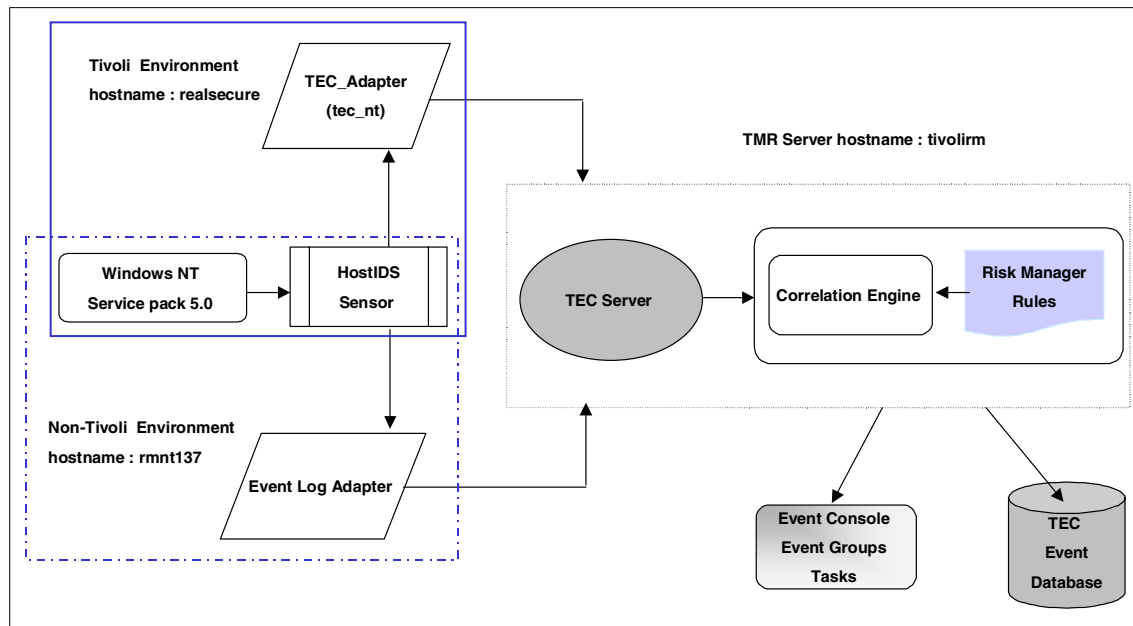 Tivoli Environment
hostname : realsecure
TEC_Adapter
(tec_nt)
TMR Server hostname : tivolirm
Windows NT
Service pack 5.0
HostIDS
Sensor
TEC Server
Correlation Engine
Risk Manager
Rules
Non-Tivoli Environment
hostname : rmnt137
Event Log Adapter
Event Console
Event Groups
Tasks
TEC
Event
Database